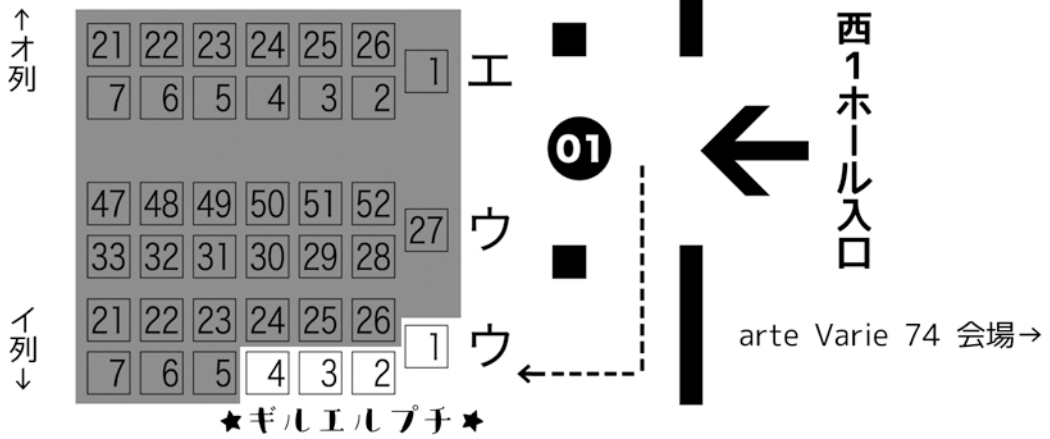 ↑オ列
21 22 23 24 25 26
1 エ
7 6 5 4 3 2
01
西1ホール入口
47 48 49 50 51 52
27 ウ
33 32 31 30 29 28
イ列↓
21 22 23 24 25 26
1 ウ
7 6 5 4 3 2
arte Varie 74 会場→
★ギルエルプチ★